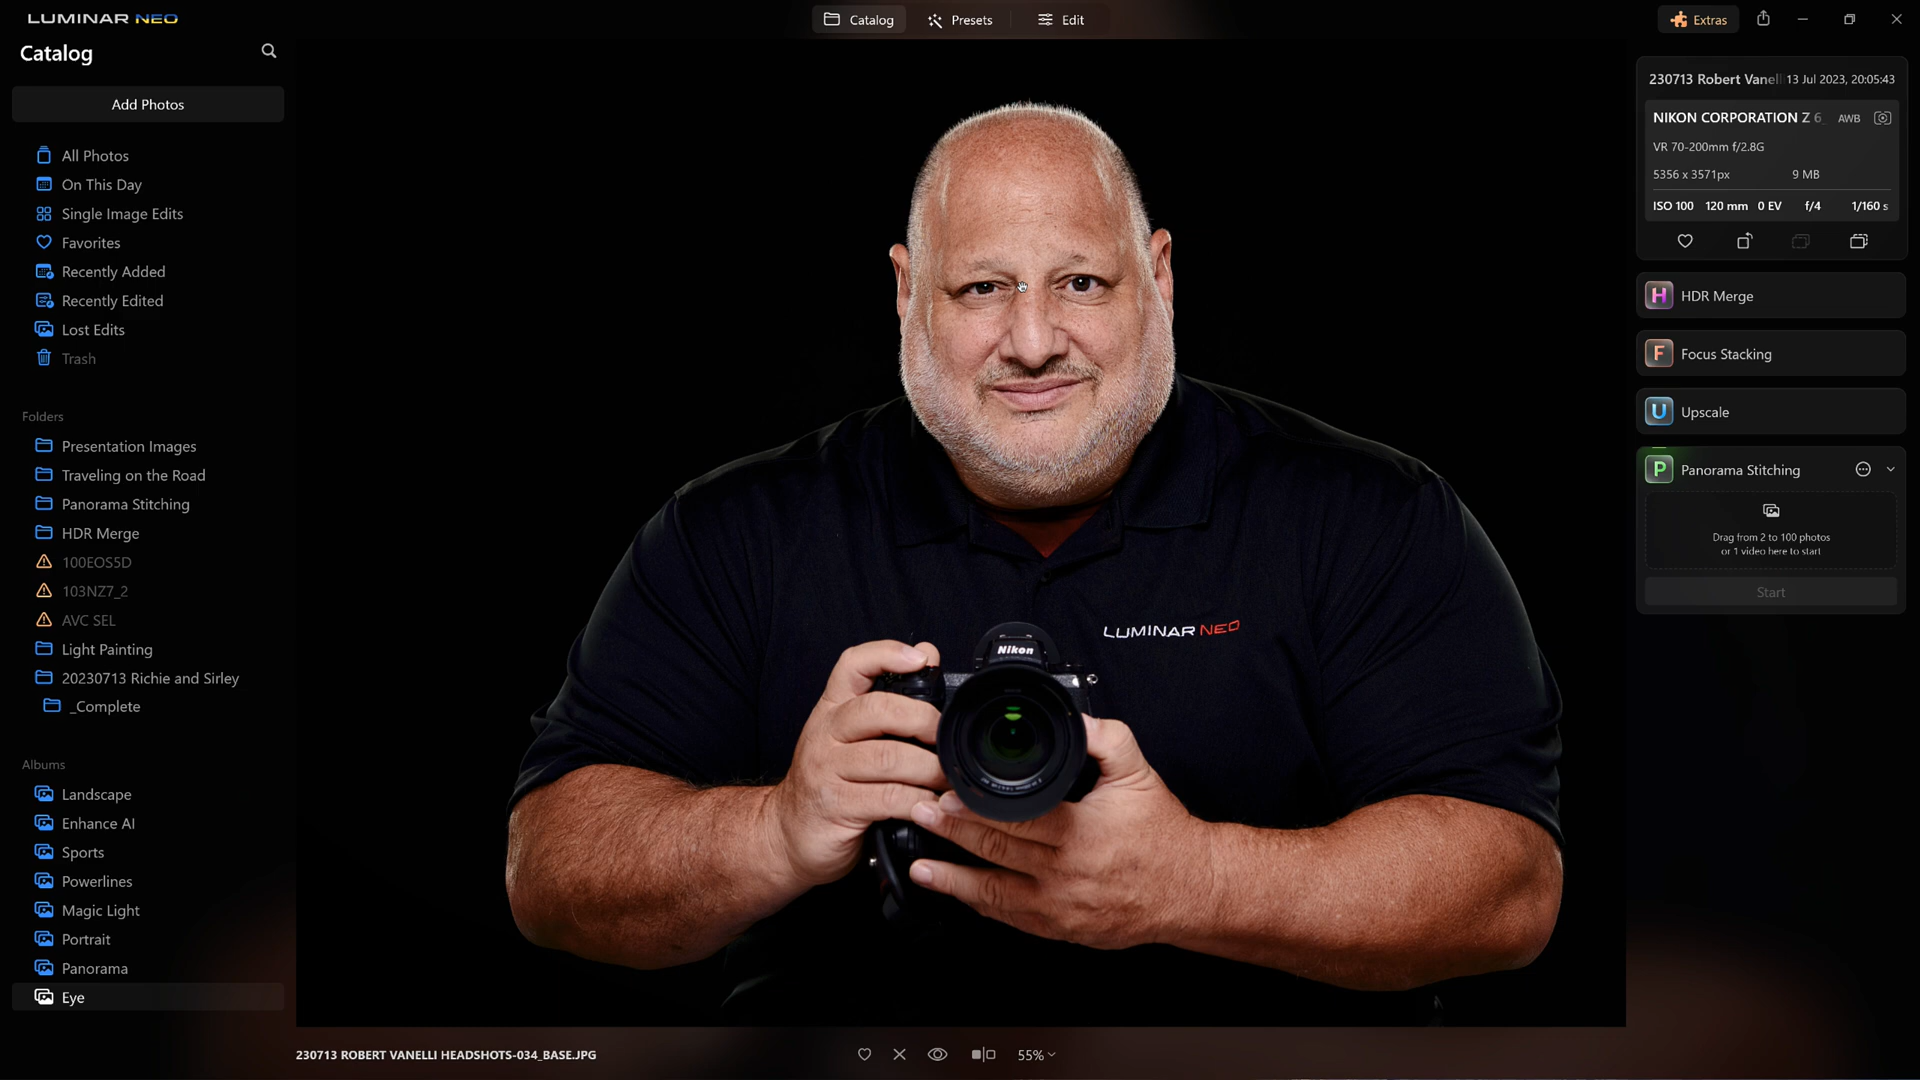 LUMINAR NEO
Catalog
Presets
Edit
Extras
Catalog
Add Photos
All Photos
On This Day
Single Image Edits
Favorites
Recently Added
Recently Edited
Lost Edits
Trash
Folders
Presentation Images
Traveling on the Road
Panorama Stitching
HDR Merge
100EOS5D
103NZ7_2
AVC SEL
Light Painting
20230713 Richie and Sirley
_Complete
Albums
Landscape
Enhance AI
Sports
Powerlines
Magic Light
Portrait
Panorama
Eye
LUMINAR NEO
Nikon
230713 ROBERT VANELLI HEADSHOTS-034_BASE.JPG
55%
230713 Robert Vanel 13 Jul 2023, 20:05:43
NIKON CORPORATION Z 6_ AWB
VR 70-200mm f/2.8G
5356 x 3571px 9 MB
ISO 100 120 mm 0 EV f/4 1/160 s
H HDR Merge
F Focus Stacking
U Upscale
P Panorama Stitching
Drag from 2 to 100 photos
or 1 video here to start
Start